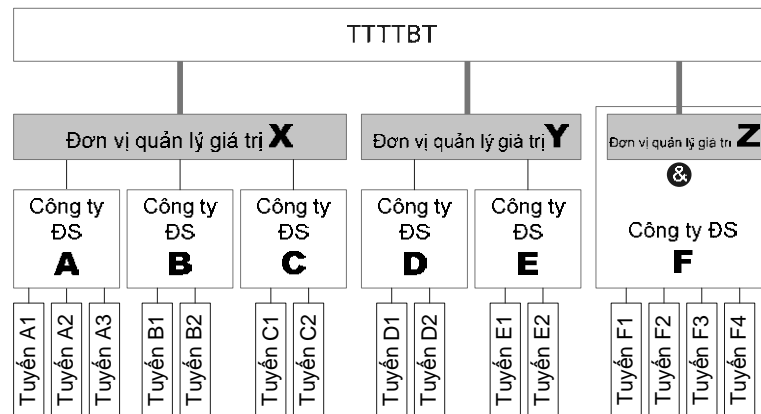 TTTTBT
Đơn vị quản lý giá trị X
Đơn vị quản lý giá trị Y
Đơn vị quản lý giá trị Z
&
Công ty
ĐS
A
Công ty
ĐS
B
Công ty
ĐS
C
Công ty
ĐS
D
Công ty
ĐS
E
Công ty ĐS
F
Tuyến A1
Tuyến A2
Tuyến A3
Tuyến B1
Tuyến B2
Tuyến C1
Tuyến C2
Tuyến D1
Tuyến D2
Tuyến E1
Tuyến E2
Tuyến F1
Tuyến F2
Tuyến F3
Tuyến F4